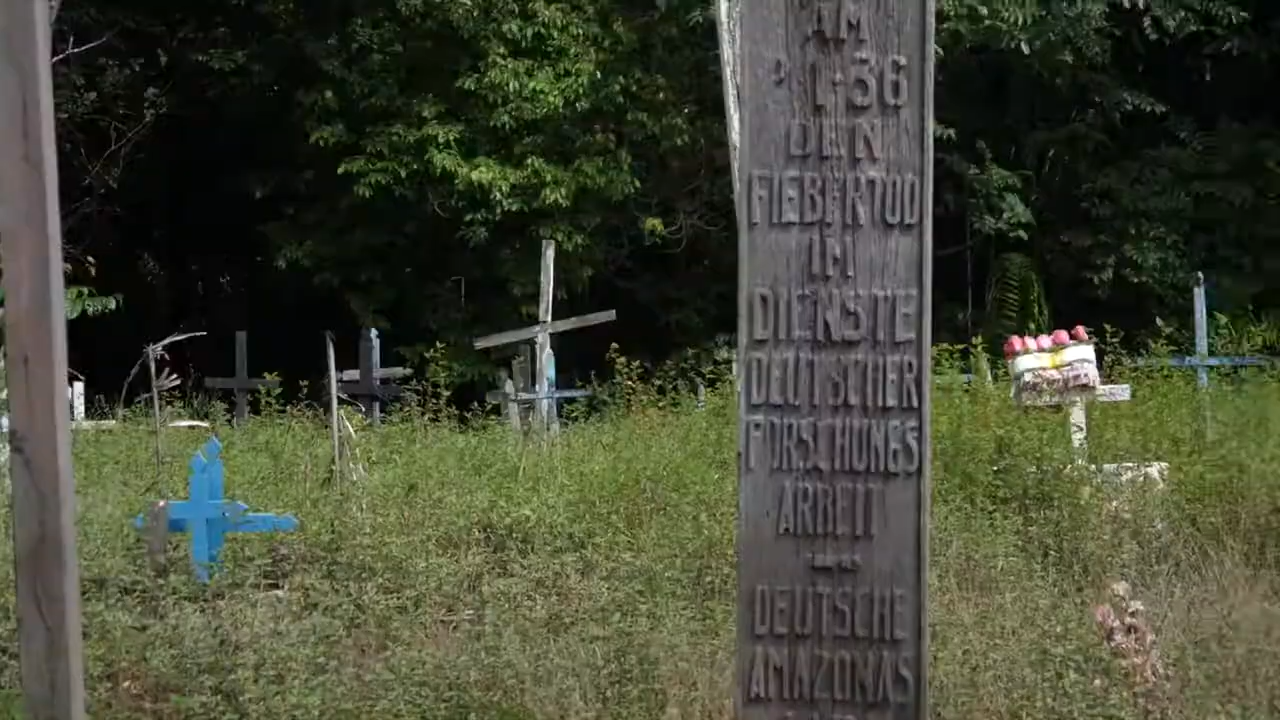 AM
1-36
DEN
FIEBERTOD
IM
DIENSTE
DEUTSCHER
FORSCHUNGS
ARBEIT
DEUTSCHE
AMAZONAS